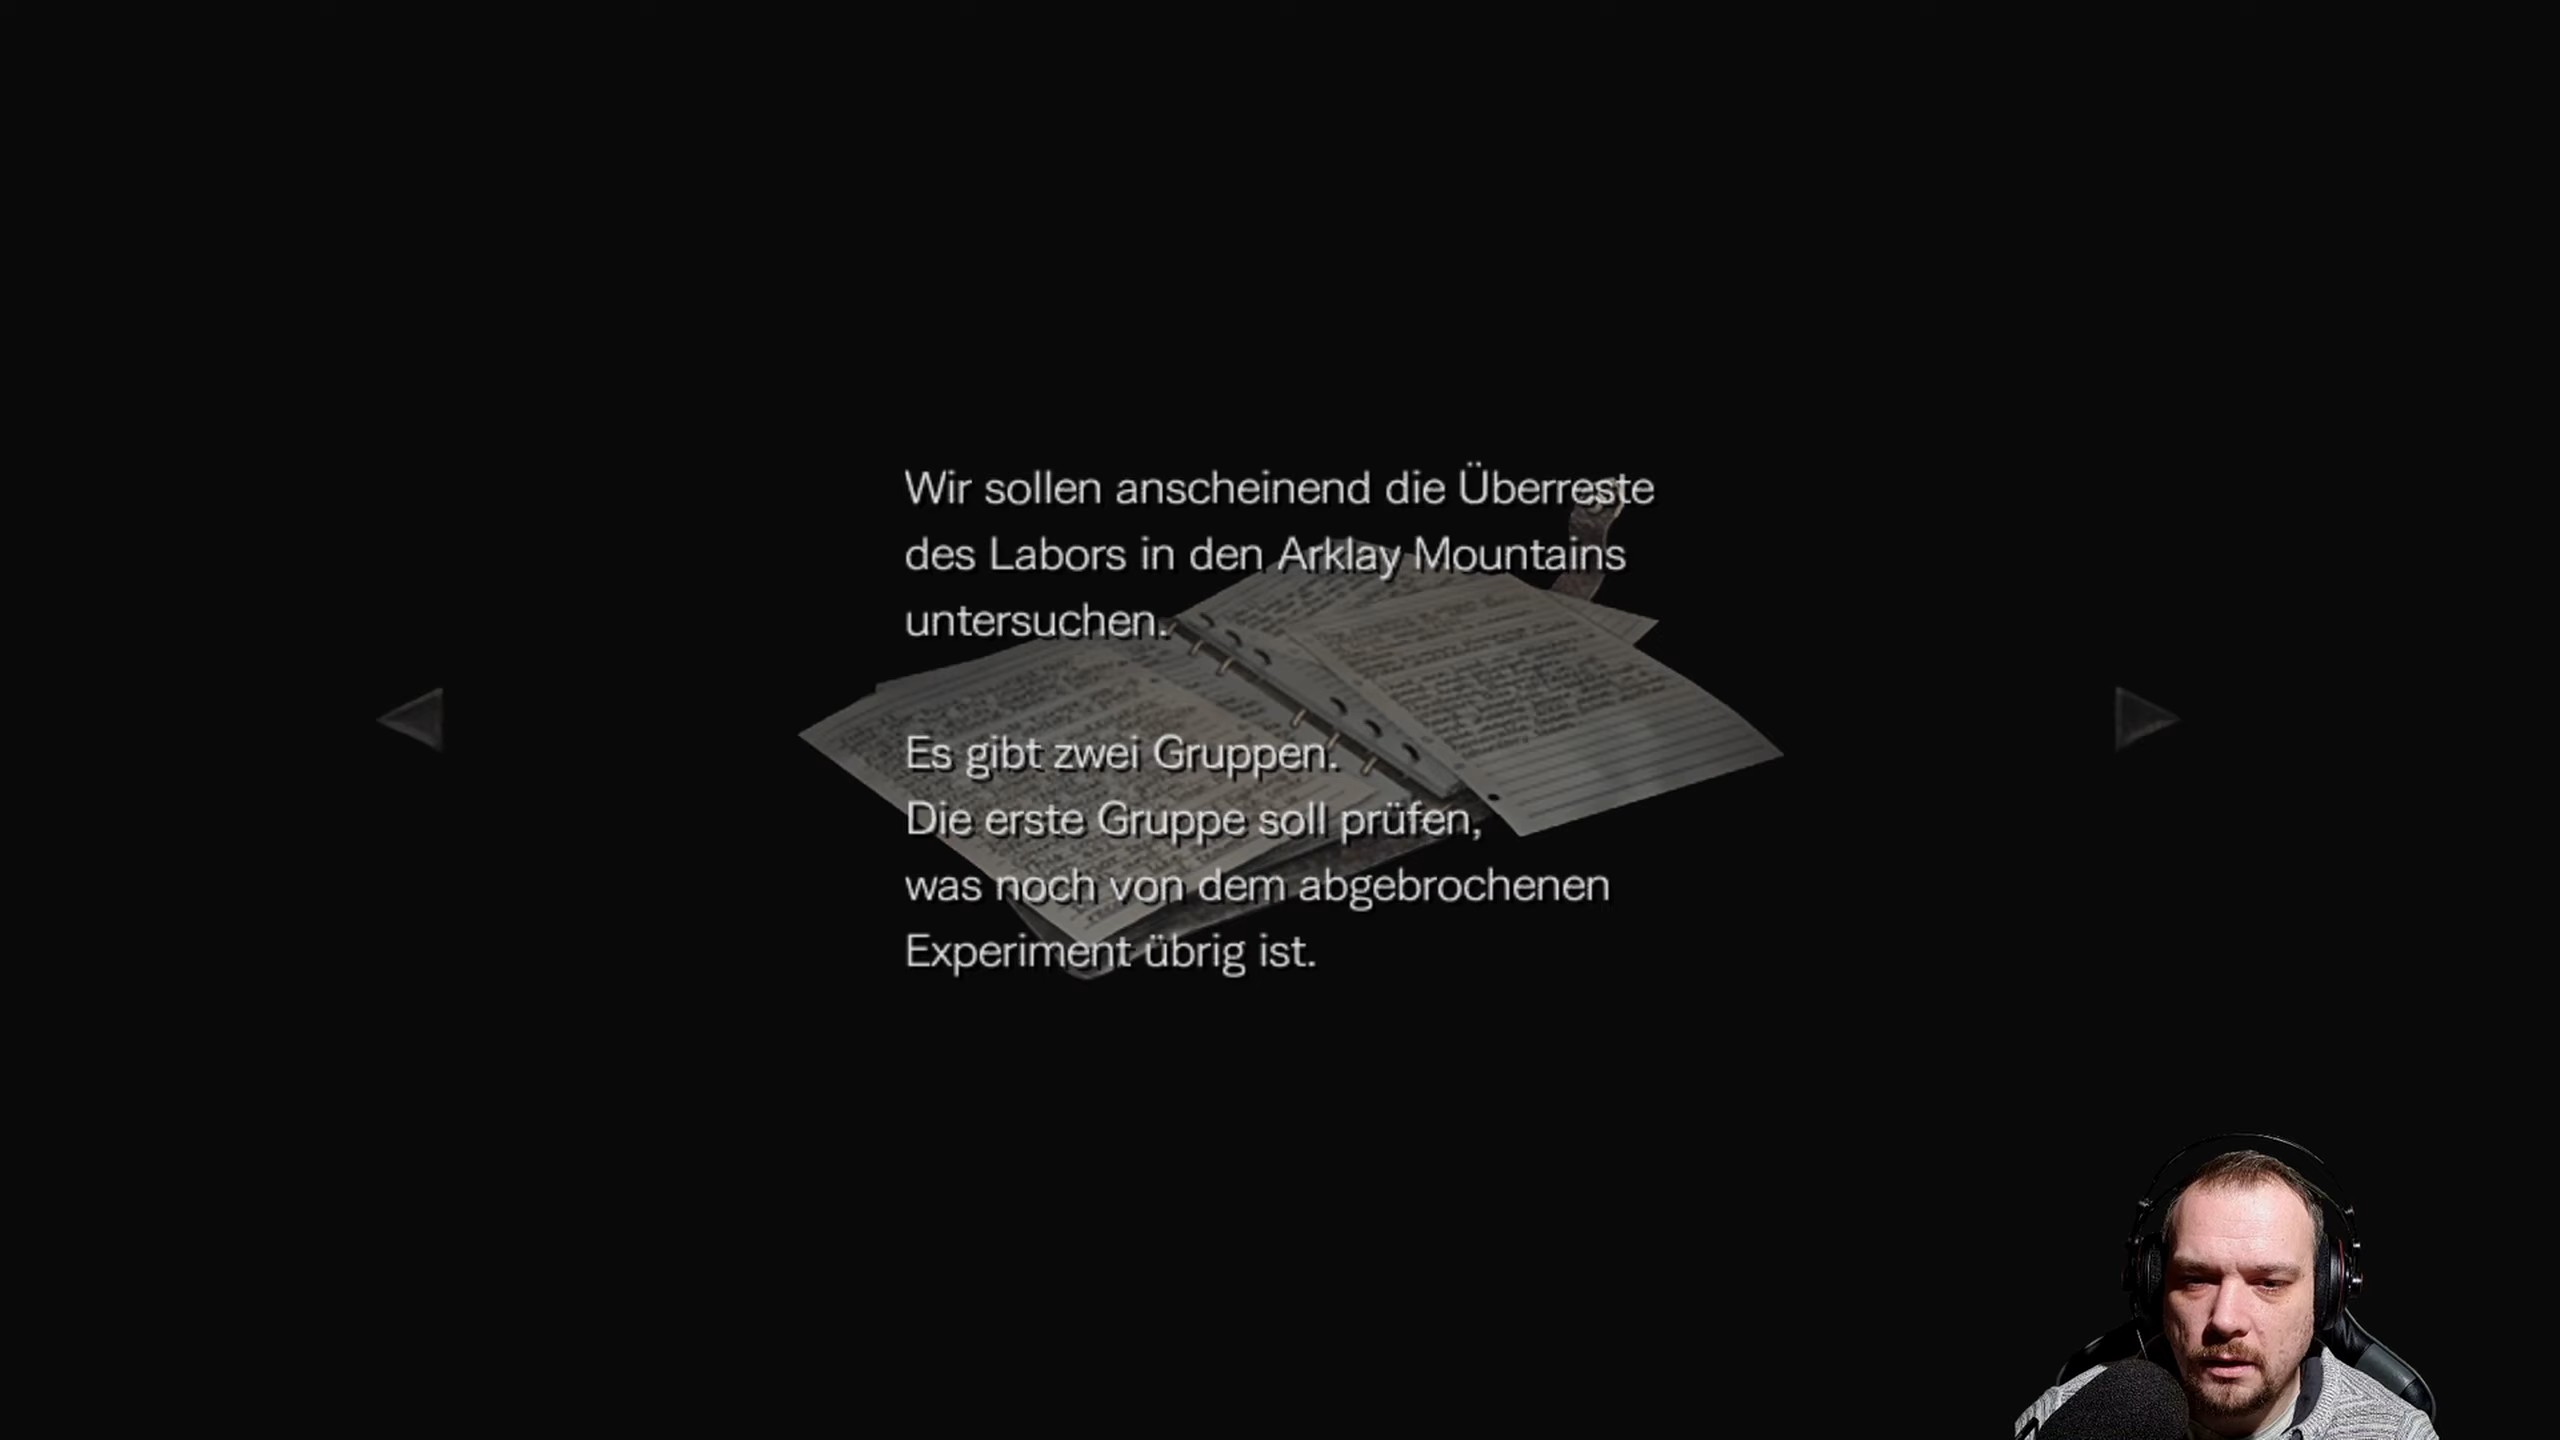 Wir sollen anscheinend die Überreste
des Labors in den Arklay Mountains
untersuchen.
Es gibt zwei Gruppen.
Die erste Gruppe soll prüfen,
was noch von dem abgebrochenen
Experiment übrig ist.